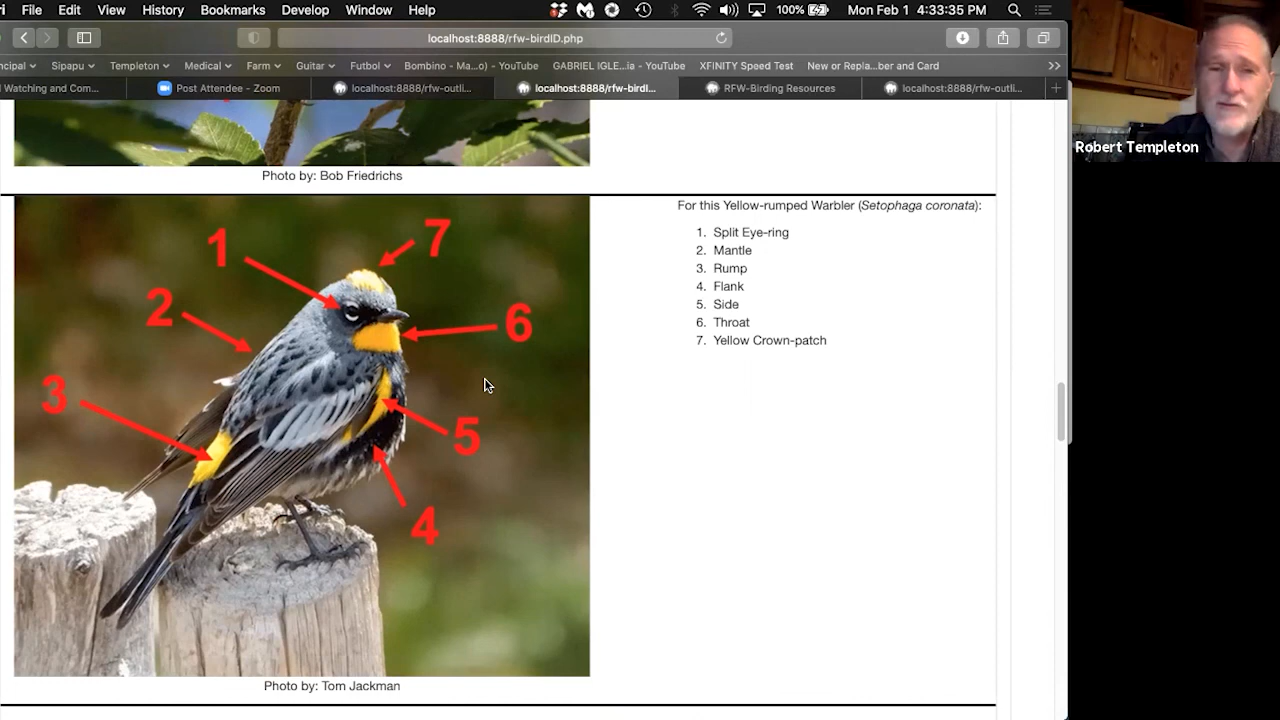 ri File Edit View History Bookmarks Develop Window Help 100% Mon Feb 1 4:33:35 PM
localhost:8888/rfw-birdID.php
ncipal Sipapu Templeton Medical Farm Guitar Futbol Bombino - Ma...o) - YouTube GABRIEL IGLE...ia - YouTube XFINITY Speed Test New or Repla...ber and Card >>
l Watching and Com... Post Attendee - Zoom localhost:8888/rfw-outli... localhost:8888/rfw-birdI... RFW-Birding Resources localhost:8888/rfw-outli... +
Robert Templeton
Photo by: Bob Friedrichs
For this Yellow-rumped Warbler (Setophaga coronata):
1. Split Eye-ring
2. Mantle
3. Rump
4. Flank
5. Side
6. Throat
7. Yellow Crown-patch
7
1
2
6
3
5
4
Photo by: Tom Jackman